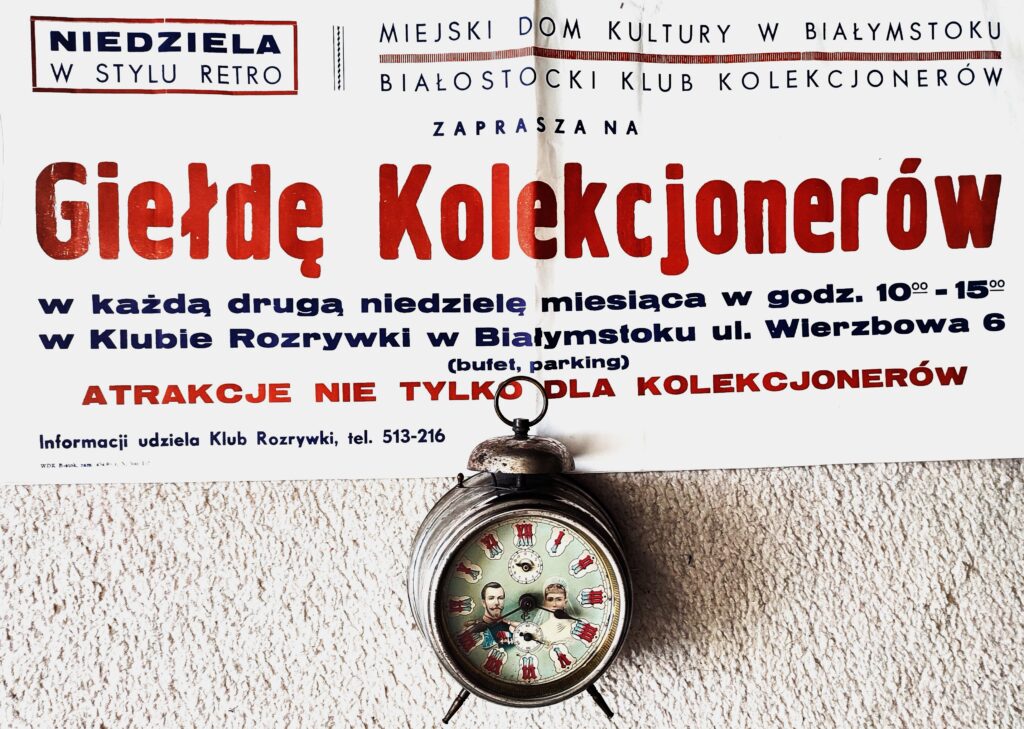 NIEDZIELA
W STYLU RETRO
MIEJSKI DOM KULTURY W BIAŁYMSTOKU
BIAŁOSTOCKI KLUB KOLEKCJONERÓW
ZAPRASZA NA
Giełdę Kolekcjonerów
w każdą drugą niedzielę miesiąca w godz. 10⁰⁰ - 15⁰⁰
w Klubie Rozrywki w Białymstoku ul. Wierzbowa 6
(bufet, parking)
ATRAKCJE NIE TYLKO DLA KOLEKCJONERÓW
Informacji udziela Klub Rozrywki, tel. 513-216
XII
I